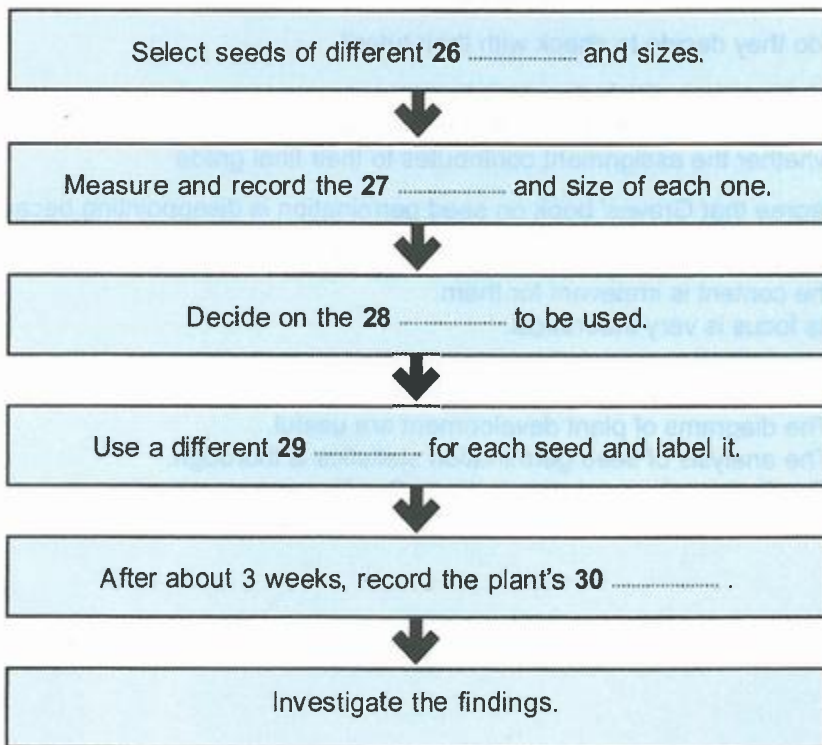 Select seeds of different 26 .................... and sizes.
Measure and record the 27 .................... and size of each one.
Decide on the 28 .................... to be used.
Use a different 29 .................... for each seed and label it.
After about 3 weeks, record the plant's 30 .................... .
Investigate the findings.